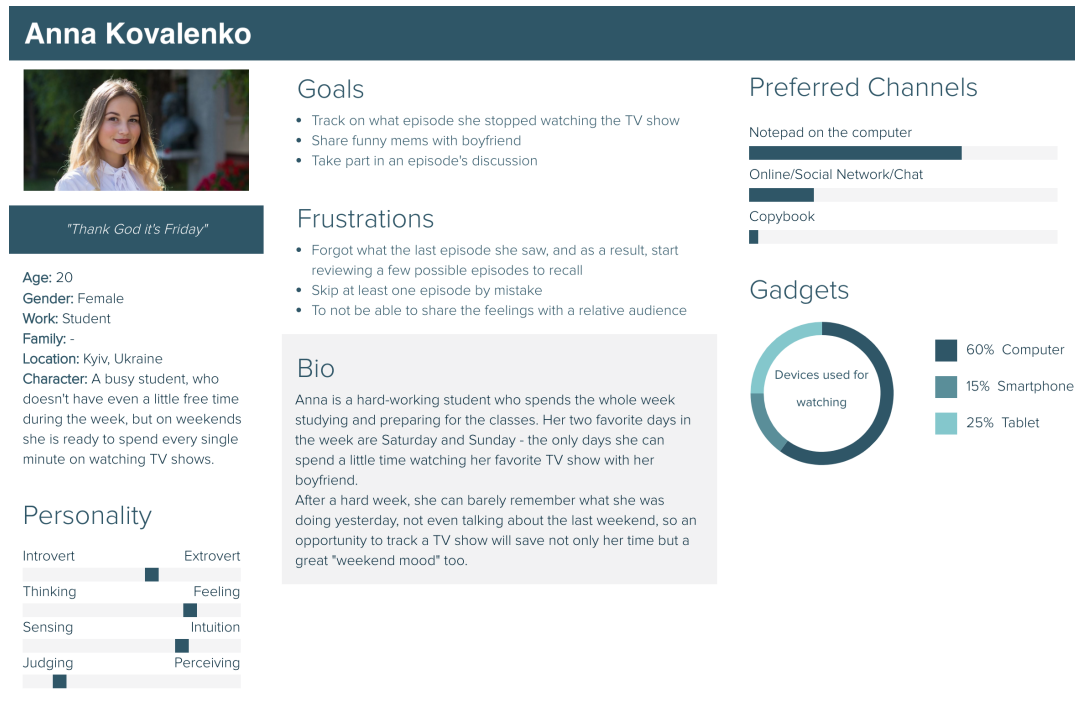 Anna Kovalenko
"Thank God it's Friday"
Age: 20
Gender: Female
Work: Student
Family: -
Location: Kyiv, Ukraine
Character: A busy student, who
doesn't have even a little free time
during the week, but on weekends
she is ready to spend every single
minute on watching TV shows.
Personality
Introvert Extrovert
Thinking Feeling
Sensing Intuition
Judging Perceiving
Goals
• Track on what episode she stopped watching the TV show
• Share funny mems with boyfriend
• Take part in an episode's discussion
Frustrations
• Forgot what the last episode she saw, and as a result, start
reviewing a few possible episodes to recall
• Skip at least one episode by mistake
• To not be able to share the feelings with a relative audience
Bio
Anna is a hard-working student who spends the whole week
studying and preparing for the classes. Her two favorite days in
the week are Saturday and Sunday - the only days she can
spend a little time watching her favorite TV show with her
boyfriend.
After a hard week, she can barely remember what she was
doing yesterday, not even talking about the last weekend, so an
opportunity to track a TV show will save not only her time but a
great "weekend mood" too.
Preferred Channels
Notepad on the computer
Online/Social Network/Chat
Copybook
Gadgets
Devices used for
watching
60% Computer
15% Smartphone
25% Tablet